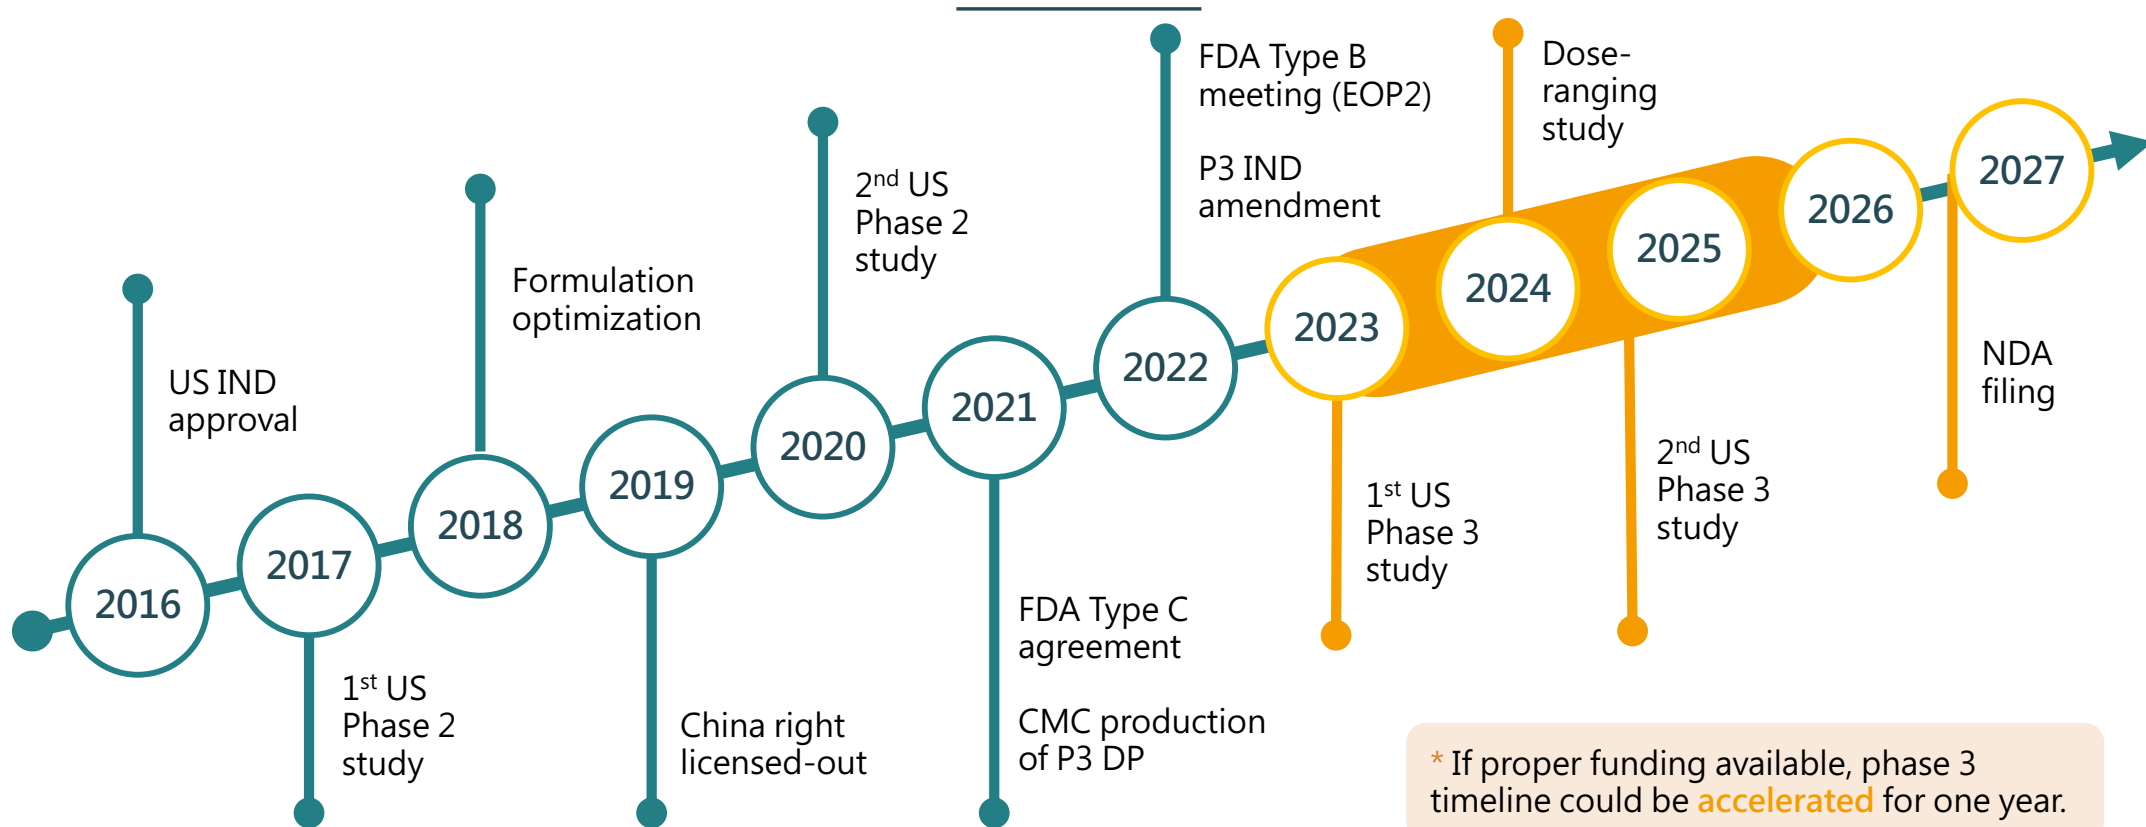 2016
US IND
approval
2017
1st US
Phase 2
study
2018
Formulation
optimization
2019
China right
licensed-out
2020
2nd US
Phase 2
study
2021
FDA Type C
agreement
CMC production
of P3 DP
2022
FDA Type B
meeting (EOP2)
P3 IND
amendment
2023
1st US
Phase 3
study
2024
Dose-
ranging
study
2025
2nd US
Phase 3
study
2026
2027
NDA
filing
* If proper funding available, phase 3
timeline could be accelerated for one year.